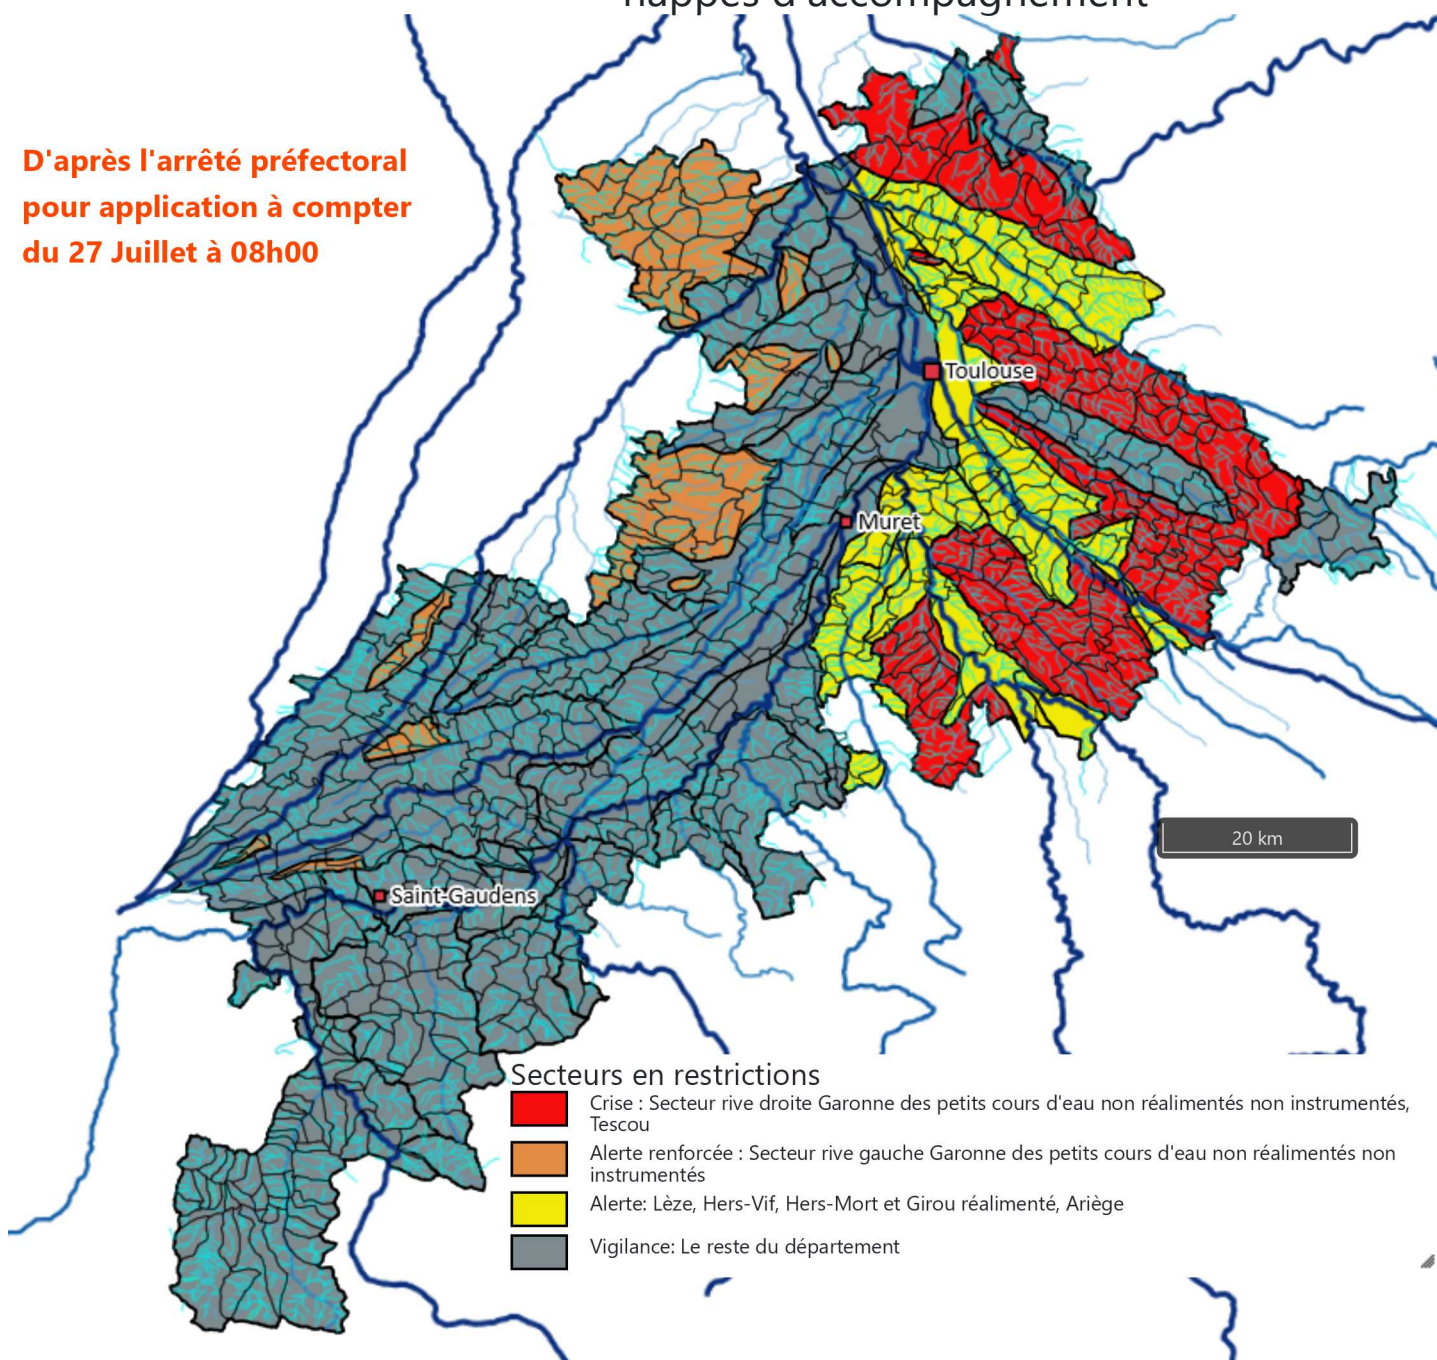 nappes d'accompagnement
D'après l'arrêté préfectoral
pour application à compter
du 27 Juillet à 08h00
Toulouse
Muret
20 km
Saint-Gaudens
Secteurs en restrictions
Crise : Secteur rive droite Garonne des petits cours d'eau non réalimentés non instrumentés,
Tescou
Alerte renforcée : Secteur rive gauche Garonne des petits cours d'eau non réalimentés non
instrumentés
Alerte: Lèze, Hers-Vif, Hers-Mort et Girou réalimenté, Ariège
Vigilance: Le reste du département